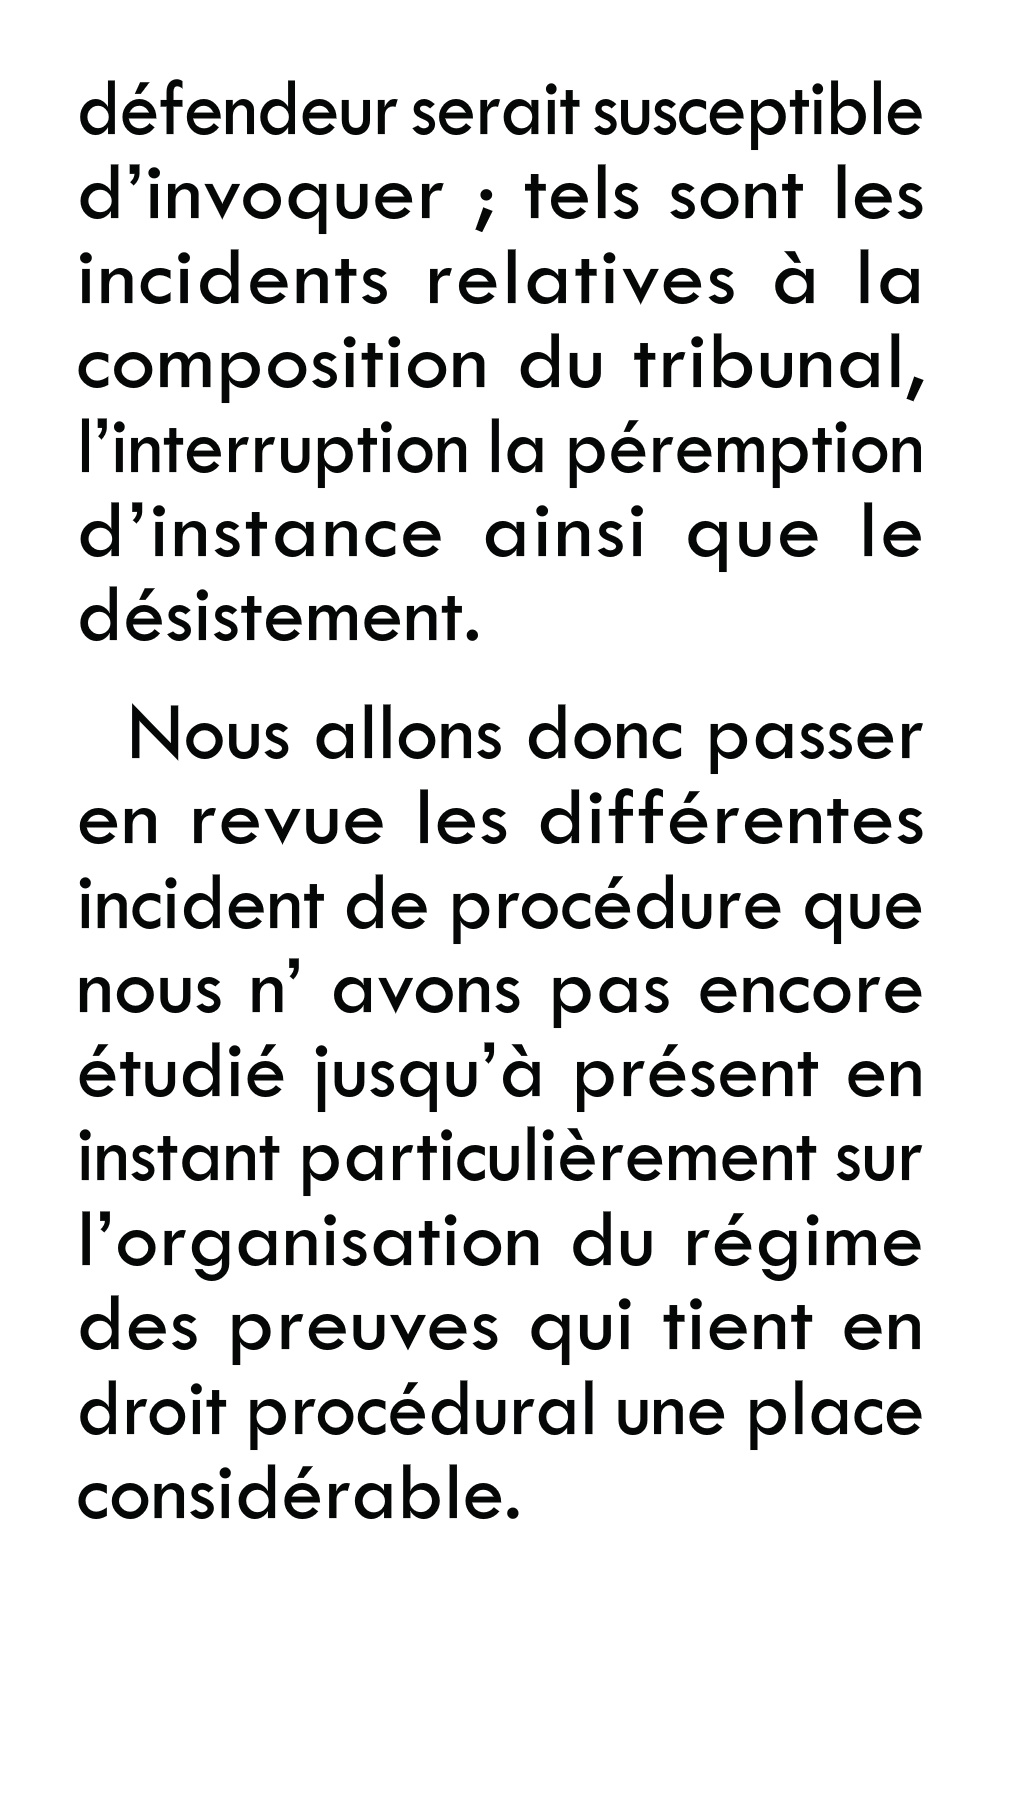 défendeur serait susceptible
d’invoquer ; tels sont les
incidents relatives à la
composition du tribunal,
l’interruption la péremption
d’instance ainsi que le
désistement.
Nous allons donc passer
en revue les différentes
incident de procédure que
nous n’ avons pas encore
étudié jusqu’à présent en
instant particulièrement sur
l’organisation du régime
des preuves qui tient en
droit procédural une place
considérable.